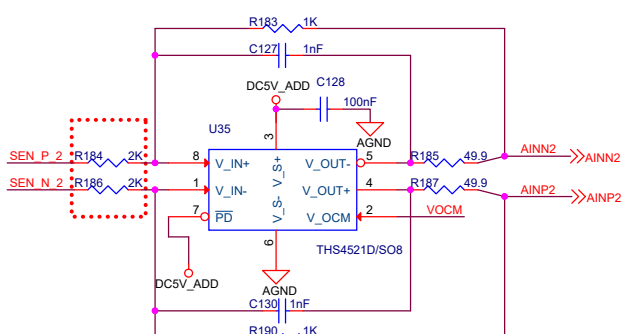 R183 1K
C127 1nF
DC5V_ADD C128
100nF
U35
3
AGND
SEN_P_2 R184 2K 8 V_IN+ V_S+ V_OUT- 5 R185 49.9 AINN2 AINN2
SEN_N_2 R186 2K 1 V_IN- V_S- V_OUT+ 4 R187 49.9 AINP2 AINP2
7 PD V_OCM 2 VOCM
6
THS4521D/SO8
DC5V_ADD
AGND
C130 1nF
R190 1K